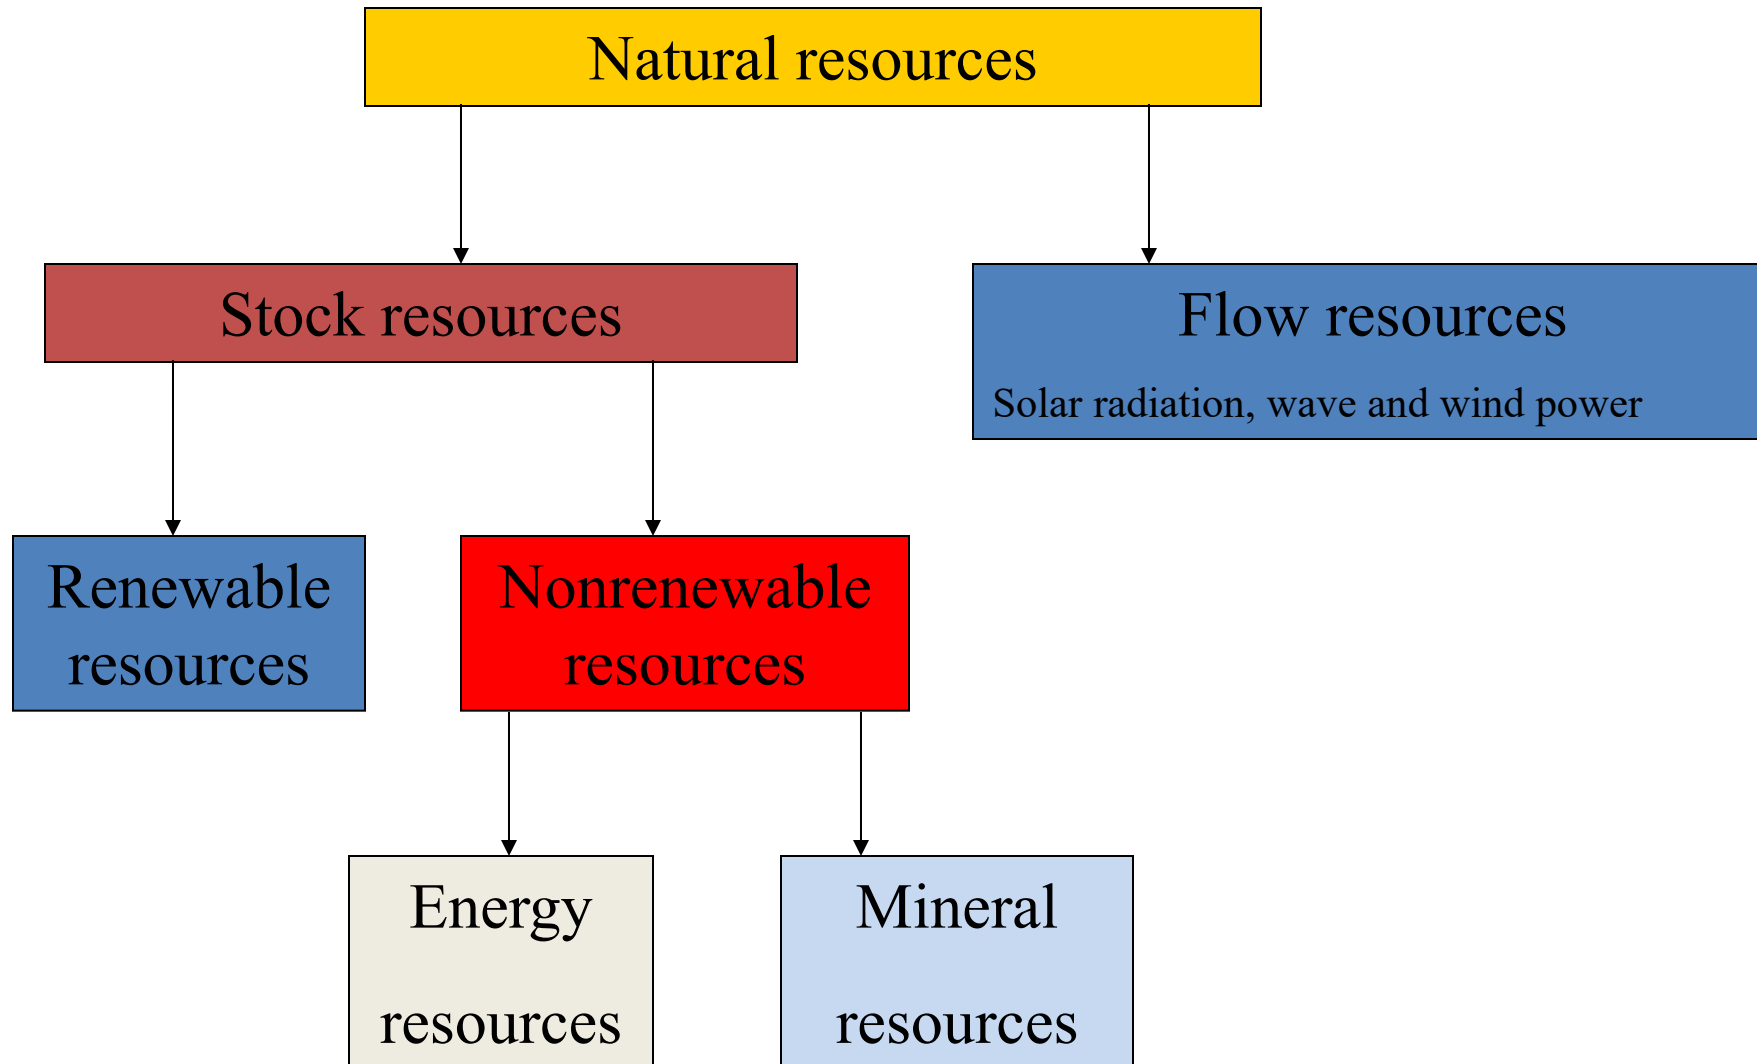 Natural resources
Stock resources
Flow resources
Solar radiation, wave and wind power
Renewable
resources
Nonrenewable
resources
Energy
resources
Mineral
resources